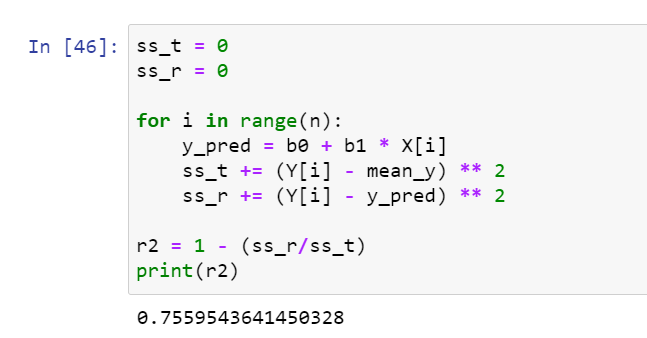 In [46]: ss_t = 0
ss_r = 0
for i in range(n):
    y_pred = b0 + b1 * X[i]
    ss_t += (Y[i] - mean_y) ** 2
    ss_r += (Y[i] - y_pred) ** 2
r2 = 1 - (ss_r/ss_t)
print(r2)
0.7559543641450328